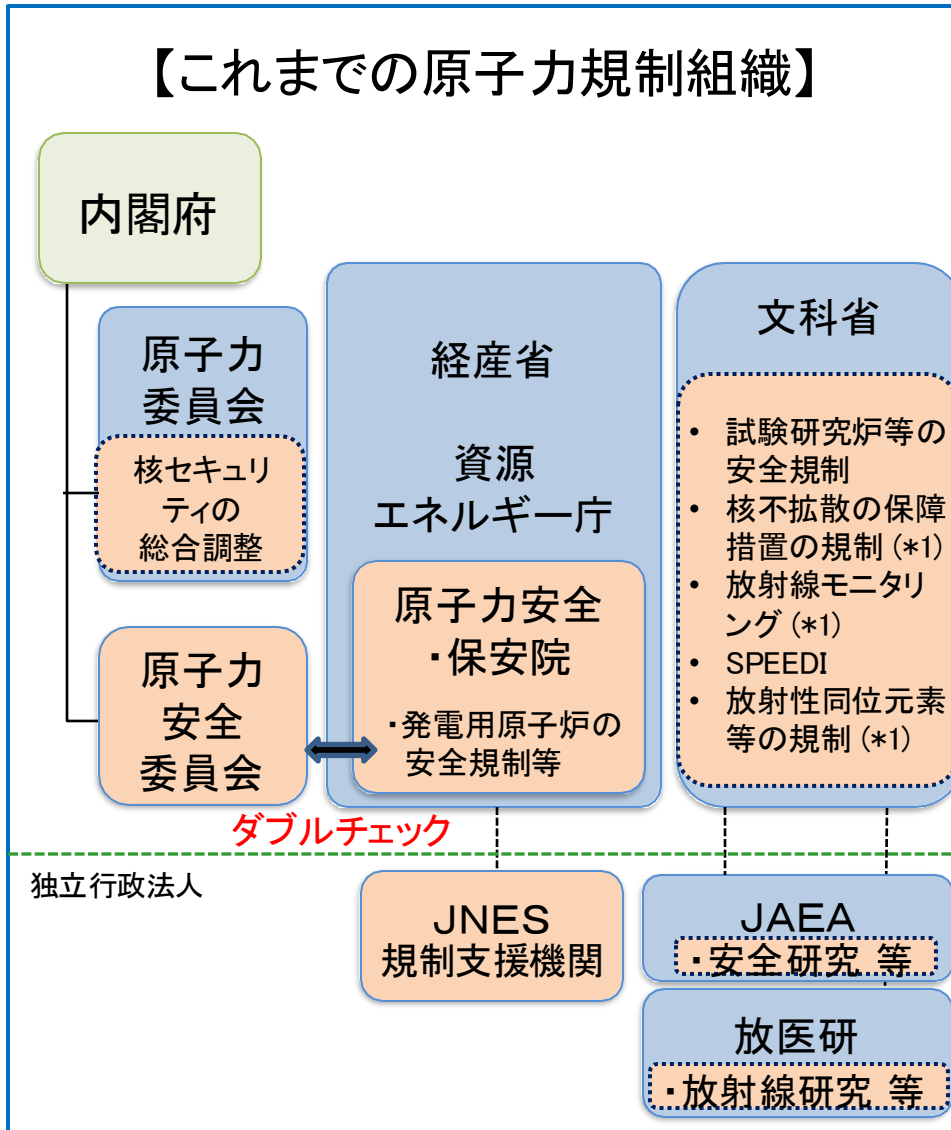 【これまでの原子力規制組織】
内閣府
原子力
委員会
核セキュリ
ティの
総合調整
原子力
安全
委員会
経産省
資源
エネルギー庁
原子力安全
・保安院
・発電用原子炉の
安全規制等
ダブルチェック
文科省
• 試験研究炉等の
安全規制
• 核不拡散の保障
措置の規制(*1)
• 放射線モニタリ
ング(*1)
• SPEEDI
• 放射性同位元素
等の規制(*1)
独立行政法人
JNES
規制支援機関
JAEA
・安全研究 等
放医研
・放射線研究 等